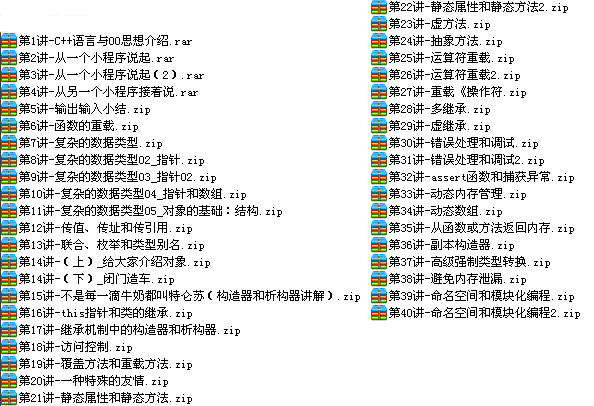 第1讲-C++语言与OO思想介绍.rar
第2讲-从一个小程序说起.rar
第3讲-从一个小程序说起(2).rar
第4讲-从另一个小程序接着说.rar
第5讲-输出输入小结.zip
第6讲-函数的重载.zip
第7讲-复杂的数据类型.zip
第8讲-复杂的数据类型02_指针.zip
第9讲-复杂的数据类型03_指针02.zip
第10讲-复杂的数据类型04_指针和数组.zip
第11讲-复杂的数据类型05_对象的基础：结构.zip
第12讲-传值、传址和传引用.zip
第13讲-联合、枚举和类型别名.zip
第14讲-(上)_给大家介绍对象.zip
第14讲-(下)_闭门造车.zip
第15讲-不是每一滴牛奶都叫特仑苏(构造器和析构器讲解).zip
第16讲-this指针和类的继承.zip
第17讲-继承机制中的构造器和析构器.zip
第18讲-访问控制.zip
第19讲-覆盖方法和重载方法.zip
第20讲-一种特殊的友情.zip
第21讲-静态属性和静态方法.zip
第22讲-静态属性和静态方法2.zip
第23讲-虚方法.zip
第24讲-抽象方法.zip
第25讲-运算符重载.zip
第26讲-运算符重载2.zip
第27讲-重载《操作符.zip
第28讲-多继承.zip
第29讲-虚继承.zip
第30讲-错误处理和调试.zip
第31讲-错误处理和调试2.zip
第32讲-assert函数和捕获异常.zip
第33讲-动态内存管理.zip
第34讲-动态数组.zip
第35讲-从函数或方法返回内存.zip
第36讲-副本构造器.zip
第37讲-高级强制类型转换.zip
第38讲-避免内存泄漏.zip
第39讲-命名空间和模块化编程.zip
第40讲-命名空间和模块化编程2.zip